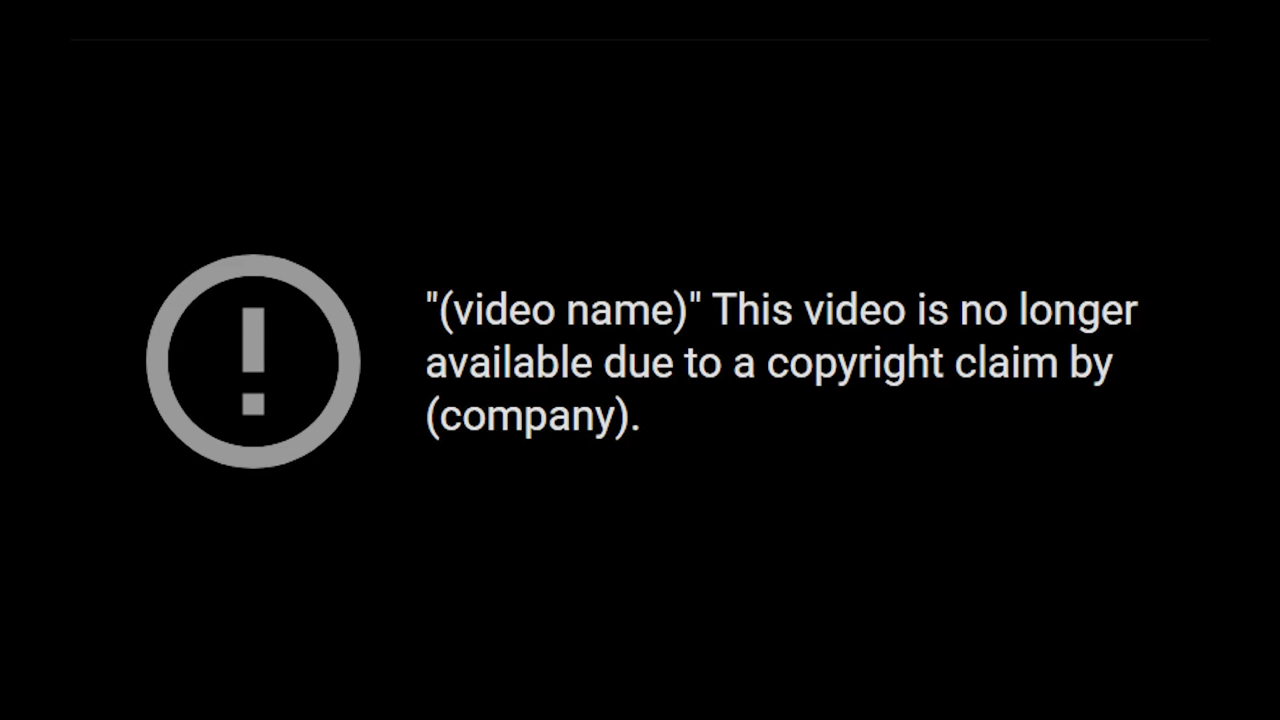 "(video name)" This video is no longer
available due to a copyright claim by
(company).